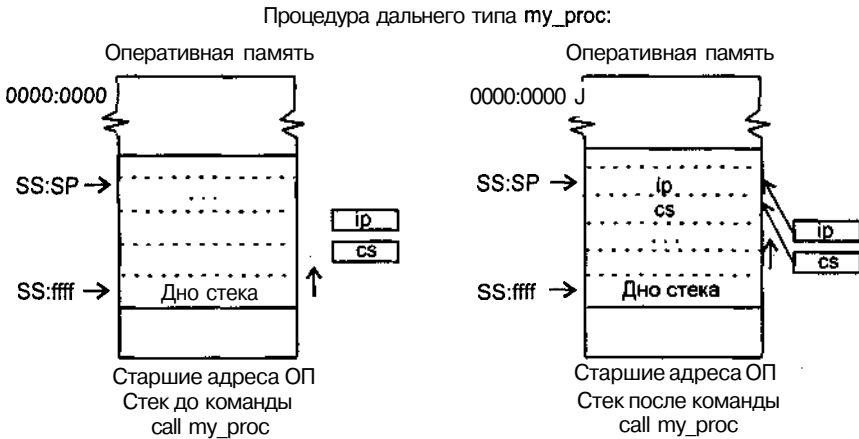 Процедура дальнего типа my_proc:
Оперативная память
0000:0000
SS:SP
...
ip
cs
SS:ffff
Дно стека
Старшие адреса ОП
Стек до команды
call my_proc
Оперативная память
0000:0000
SS:SP
ip
cs
...
ip
cs
SS:ffff
Дно стека
Старшие адреса ОП
Стек после команды
call my_proc